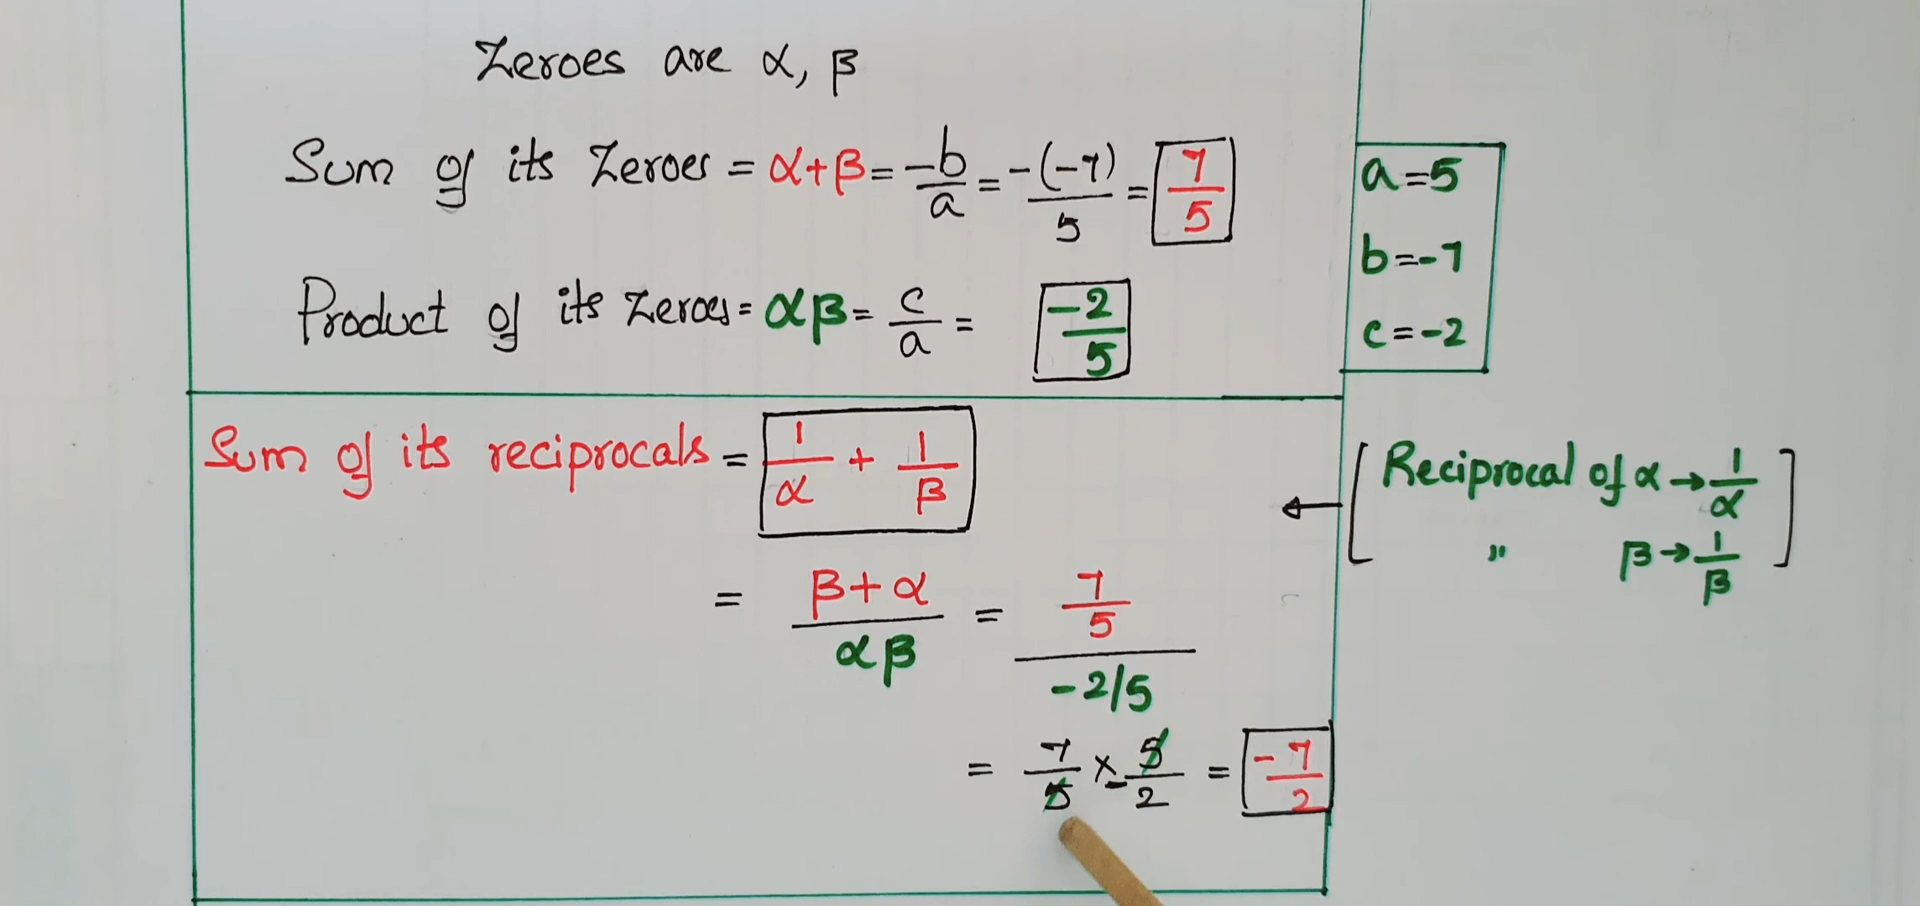 Zeroes are α, β
Sum of its Zeroes = α+β = -b/a = -(-7)/5 = 7/5
a=5
b=-7
Product of its Zeroes = αβ = c/a = -2/5
c=-2
Sum of its reciprocals = 1/α + 1/β
[Reciprocal of α → 1/α
" β → 1/β]
= β+α/αβ = 7/5/-2/5
= 7/5 × -5/2 = -7/2